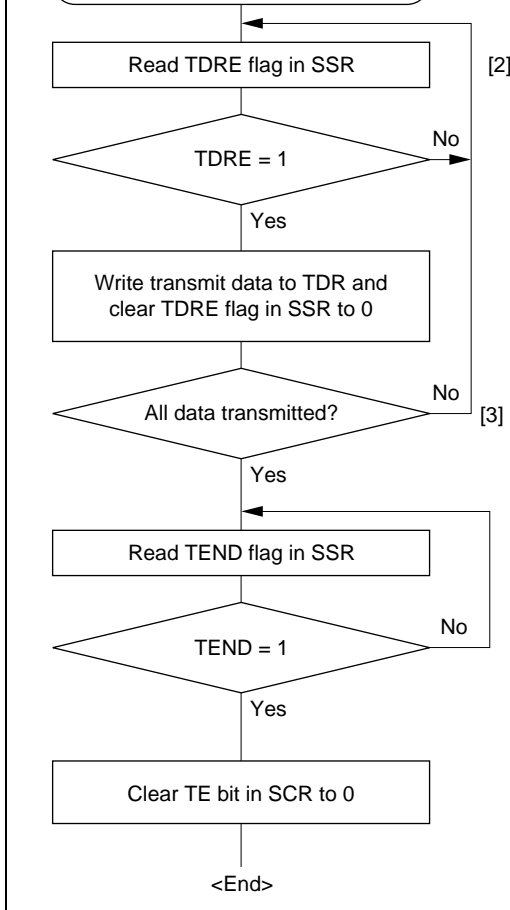 Read TDRE flag in SSR
[2]
TDRE = 1
No
Yes
Write transmit data to TDR and
clear TDRE flag in SSR to 0
All data transmitted?
No
[3]
Yes
Read TEND flag in SSR
TEND = 1
No
Yes
Clear TE bit in SCR to 0
<End>